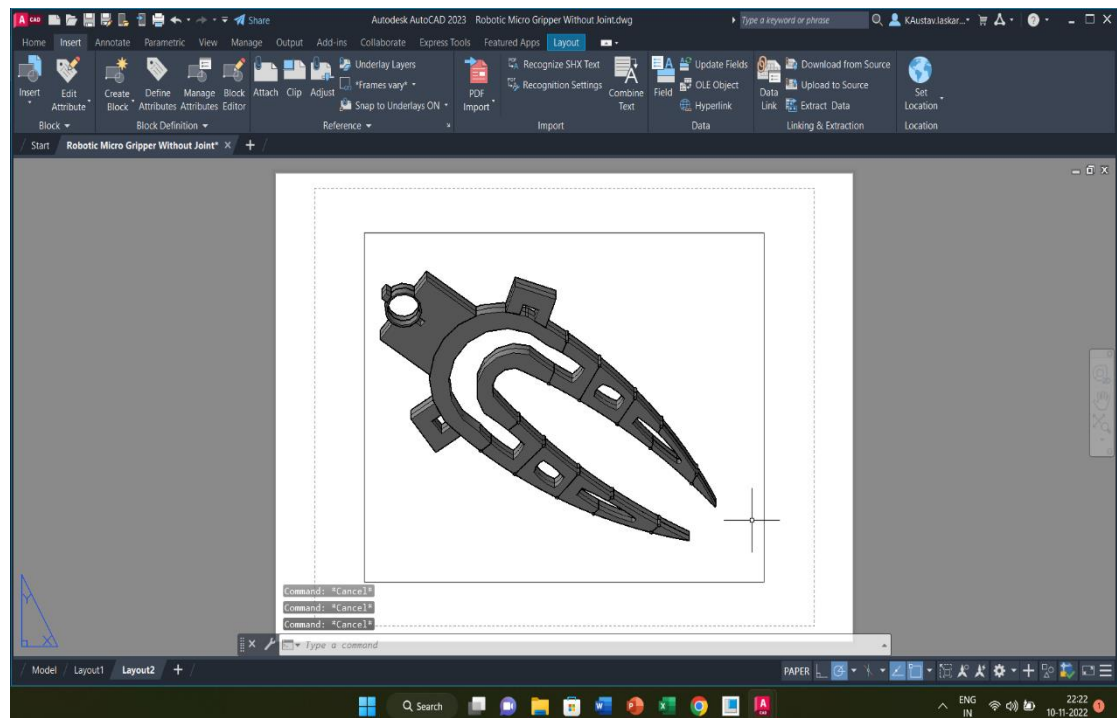 A CAD Share Autodesk AutoCAD 2023 Robotic Micro Gripper Without Joint.dwg Type a keyword or phrase KAustav.laskar...
Home Insert Annotate Parametric View Manage Output Add-ins Collaborate Express Tools Featured Apps Layout
Insert
Edit
Attribute
Create
Block
Define
Attributes
Manage
Attributes
Block
Editor
Attach Clip Adjust
Underlay Layers
*Frames vary*
Snap to Underlays ON
PDF
Import
Recognize SHX Text
Recognition Settings
Combine
Text
Field
Update Fields
OLE Object
Hyperlink
Data
Link
Download from Source
Upload to Source
Extract Data
Set
Location
Block Block Definition Reference Import Data Linking & Extraction Location
Start Robotic Micro Gripper Without Joint* +
Command: *Cancel*
Command: *Cancel*
Command: *Cancel*
Type a command
Y
X
Model Layout1 Layout2 + PAPER
Search ENG 22:22
IN 10-11-2022